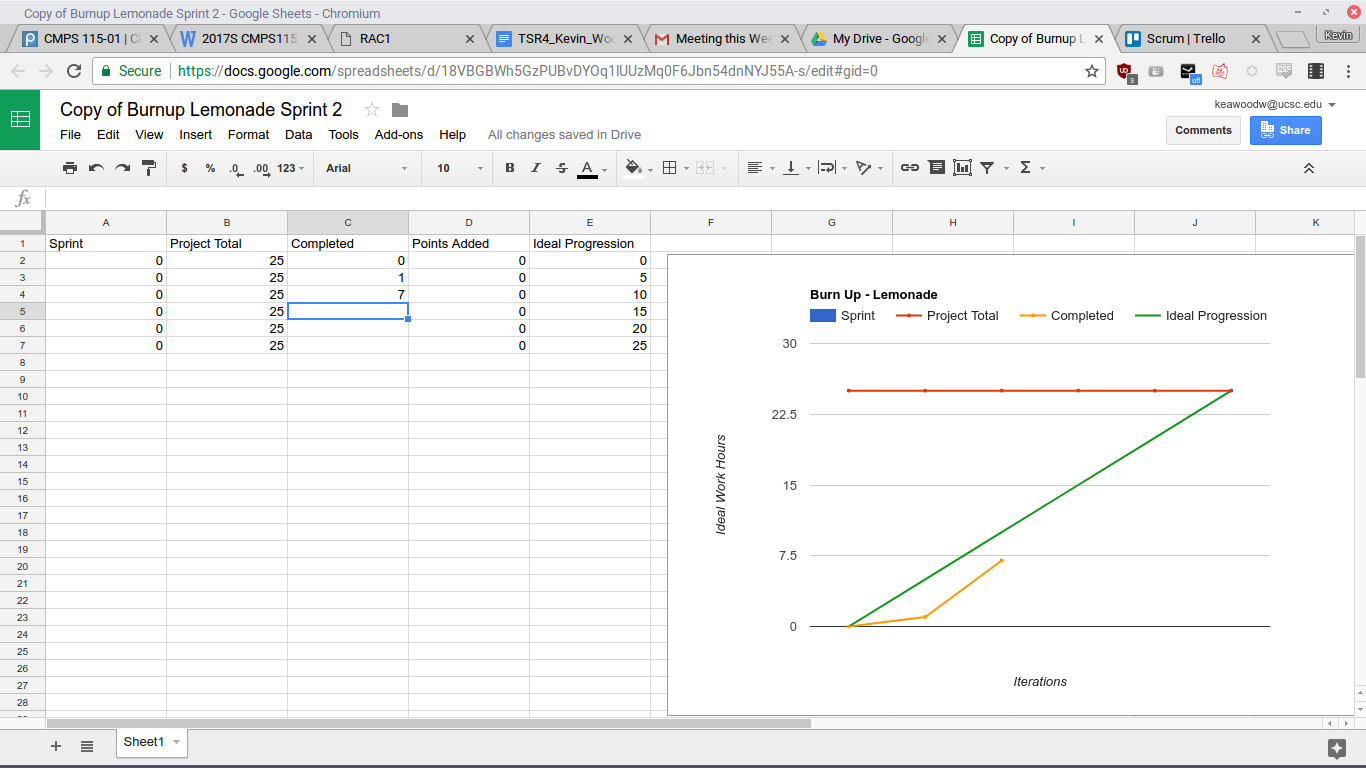 Copy of Burnup Lemonade Sprint 2 - Google Sheets - Chromium
CMPS 115-01 | C 2017S CMPS115 RAC1 TSR4_Kevin_Wo Meeting this We My Drive - Googl Copy of Burnup L Scrum | Trello Kevin
Secure https://docs.google.com/spreadsheets/d/18VBGBWh5GzPUBvDYOq1lUUzMq0F6Jbn54dnNYJ55A-s/edit#gid=0 3 off
Copy of Burnup Lemonade Sprint 2 keawoodw@ucsc.edu
File Edit View Insert Format Data Tools Add-ons Help All changes saved in Drive Comments Share
$ % .0 .00 123 Arial 10 B I S A Σ
fx
A B C D E F G H I J K
1 Sprint Project Total Completed Points Added Ideal Progression
2 0 25 0 0 0
3 0 25 1 0 5
4 0 25 7 0 10
5 0 25 0 15
6 0 25 0 20
7 0 25 0 25
8
9
10
11
12
13
14
15
16
17
18
19
20
21
22
23
24
25
26
27
28
Burn Up - Lemonade
Sprint Project Total Completed Ideal Progression
30
22.5
15
7.5
0
Ideal Work Hours
Iterations
Sheet1